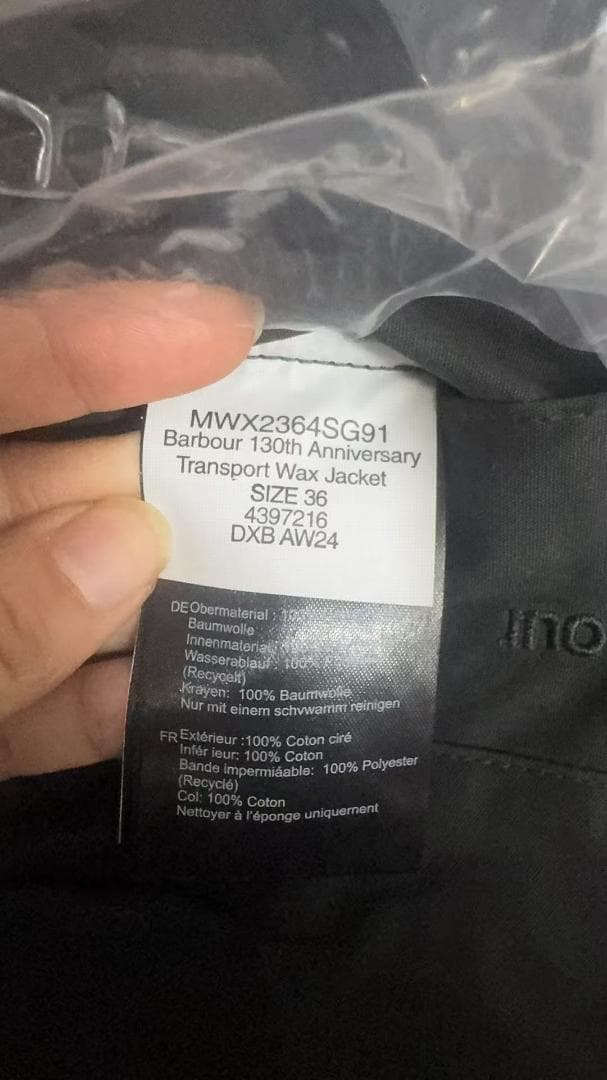 MWX2364SG91
Barbour 130th Anniversary
Transport Wax Jacket
SIZE 36
4397216
DXB AW24
DE Obermaterial :
Baumwolle
Innenmaterial
Wasserablauf : 100%
(Recycelt)
Krayen: 100% Baumwolle
Nur mit einem schvwamm reinigen
FR Extérieur :100% Coton ciré
Infér ieur: 100% Coton
Bande impermiáable: 100% Polyester
(Recyclé)
Col: 100% Coton
Nettoyer à l'éponge uniquement
our